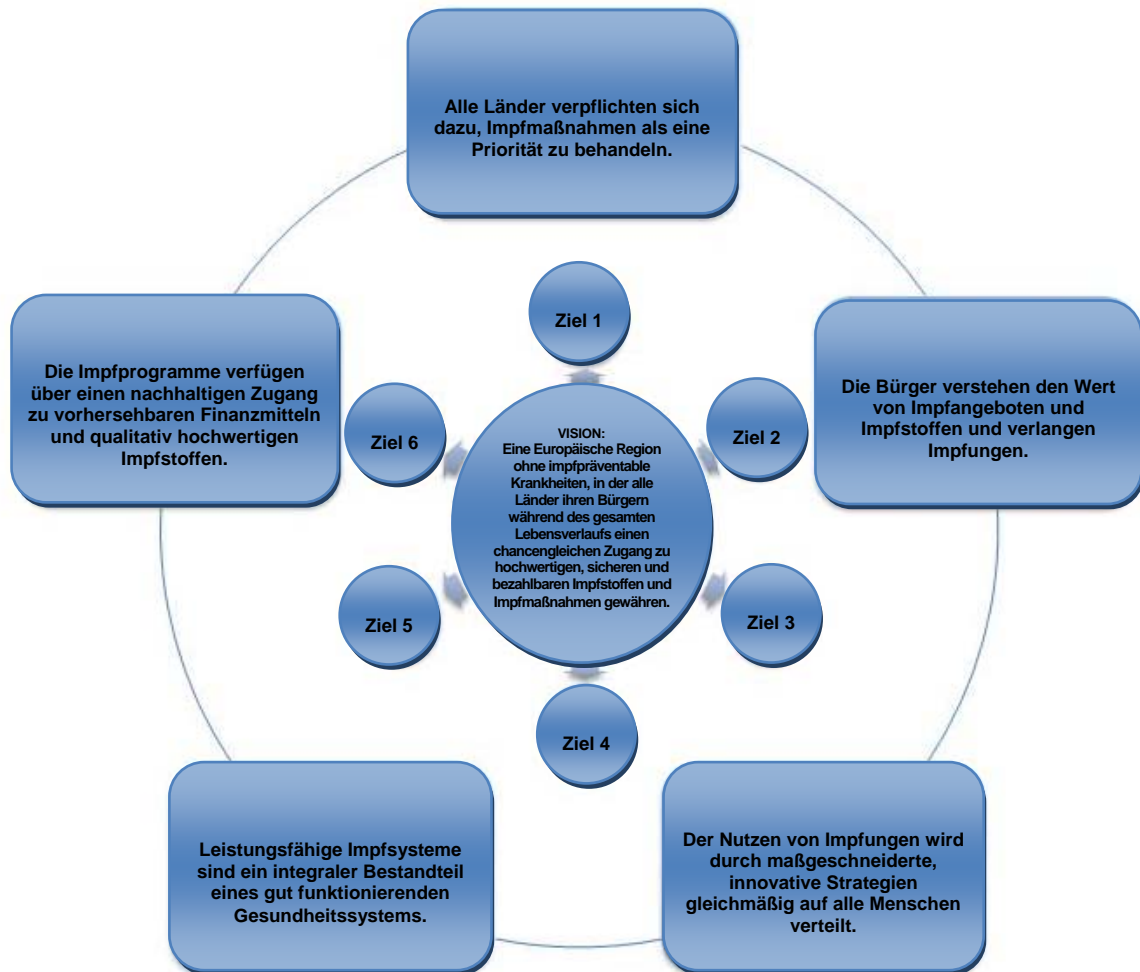 Alle Länder verpflichten sich
dazu, Impfmaßnahmen als eine
Priorität zu behandeln.
Ziel 1
Die Impfprogramme verfügen
über einen nachhaltigen Zugang
zu vorhersehbaren Finanzmitteln
und qualitativ hochwertigen
Impfstoffen.
Ziel 6
VISION:
Eine Europäische Region
ohne impfpräventable
Krankheiten, in der alle
Länder ihren Bürgern
während des gesamten
Lebensverlaufs einen
chancengleichen Zugang zu
hochwertigen, sicheren und
bezahlbaren Impfstoffen und
Impfmaßnahmen gewähren.
Ziel 2
Die Bürger verstehen den Wert
von Impfangeboten und
Impfstoffen und verlangen
Impfungen.
Ziel 5
Ziel 3
Ziel 4
Leistungsfähige Impfsysteme
sind ein integraler Bestandteil
eines gut funktionierenden
Gesundheitssystems.
Der Nutzen von Impfungen wird
durch maßgeschneiderte,
innovative Strategien
gleichmäßig auf alle Menschen
verteilt.